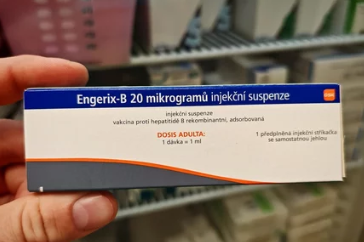 Engerix-B 20 mikrogramů injekční suspenze
injekční suspenze
vakcína proti hepatitidě B rekombinantní, adsorbovaná
DOSIS ADULTA:
1 dávka = 1 ml
1 předplněná injekční stříkačka
se samostatnou jehlou